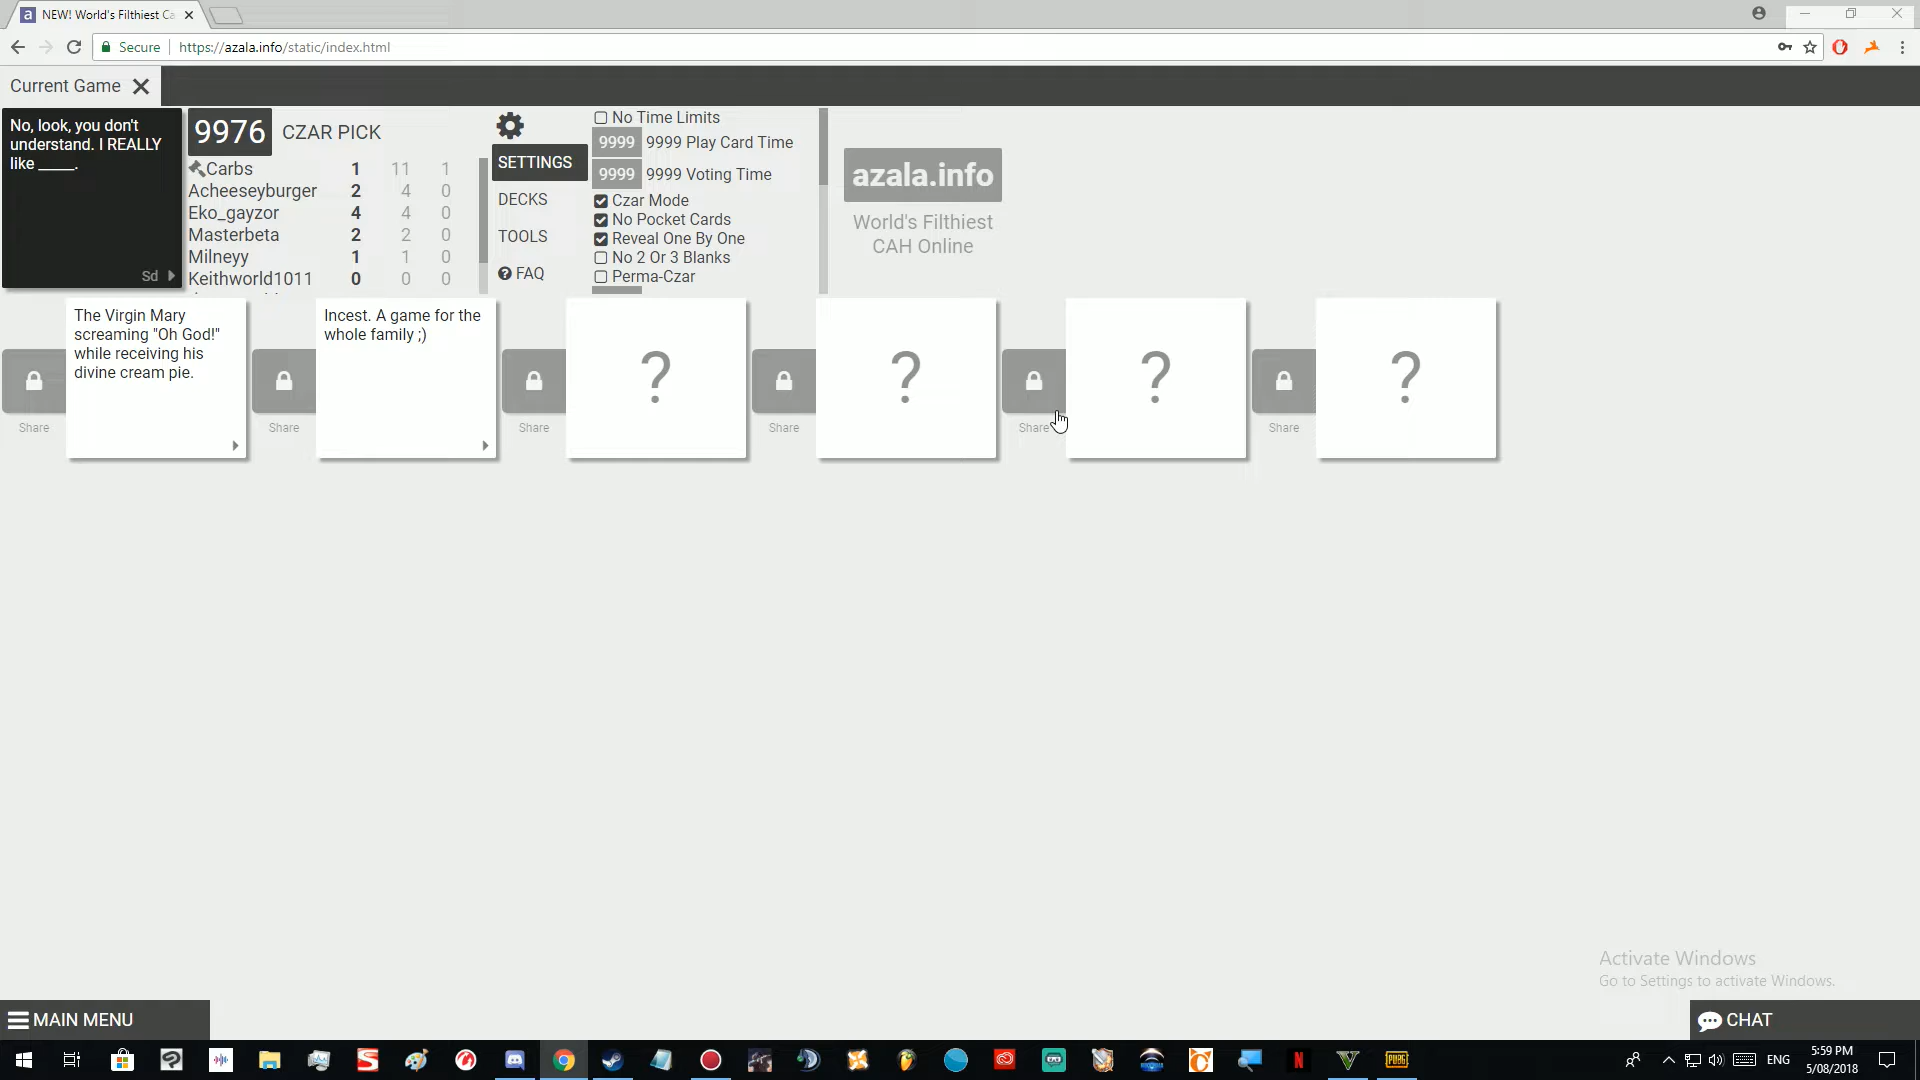 NEW! World's Filthiest Ca
Secure
https://azala.info/static/index.html
Current Game
No, look, you don't
understand. I REALLY
like _____.
Sd
9976 CZAR PICK
Carbs 1 11 1
Acheeseyburger 2 4 0
Eko_gayzor 4 4 0
Masterbeta 2 2 0
Milneyy 1 1 0
Keithworld1011 0 0 0
SETTINGS
DECKS
TOOLS
FAQ
No Time Limits
9999 9999 Play Card Time
9999 9999 Voting Time
Czar Mode
No Pocket Cards
Reveal One By One
No 2 Or 3 Blanks
Perma-Czar
azala.info
World's Filthiest
CAH Online
The Virgin Mary
screaming "Oh God!"
while receiving his
divine cream pie.
Incest. A game for the
whole family ;)
?
?
?
?
Share
Share
Share
Share
Share
Share
Activate Windows
Go to Settings to activate Windows.
MAIN MENU
CHAT
ENG
5:59 PM
5/08/2018